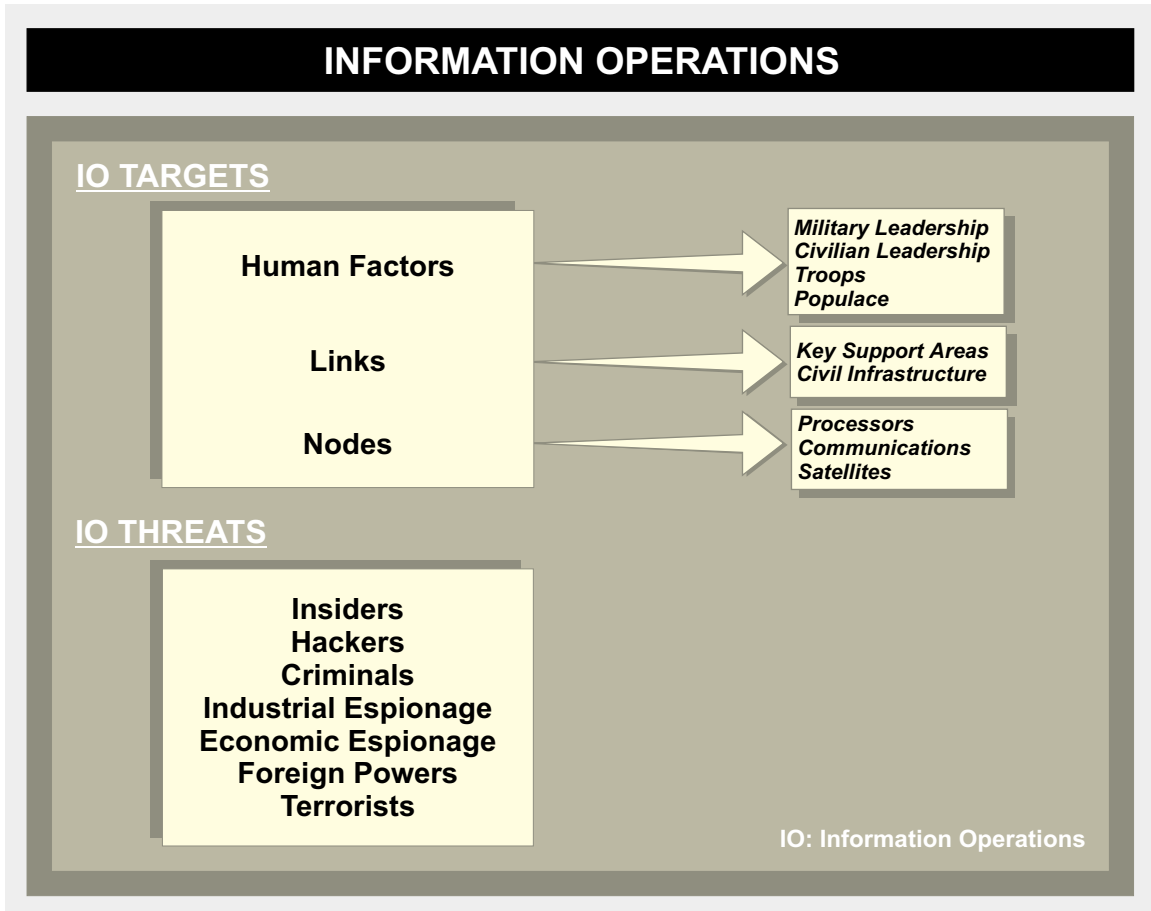 INFORMATION OPERATIONS
IO TARGETS
Human Factors
Military Leadership
Civilian Leadership
Troops
Populace
Links
Key Support Areas
Civil Infrastructure
Nodes
Processors
Communications
Satellites
IO THREATS
Insiders
Hackers
Criminals
Industrial Espionage
Economic Espionage
Foreign Powers
Terrorists
IO: Information Operations